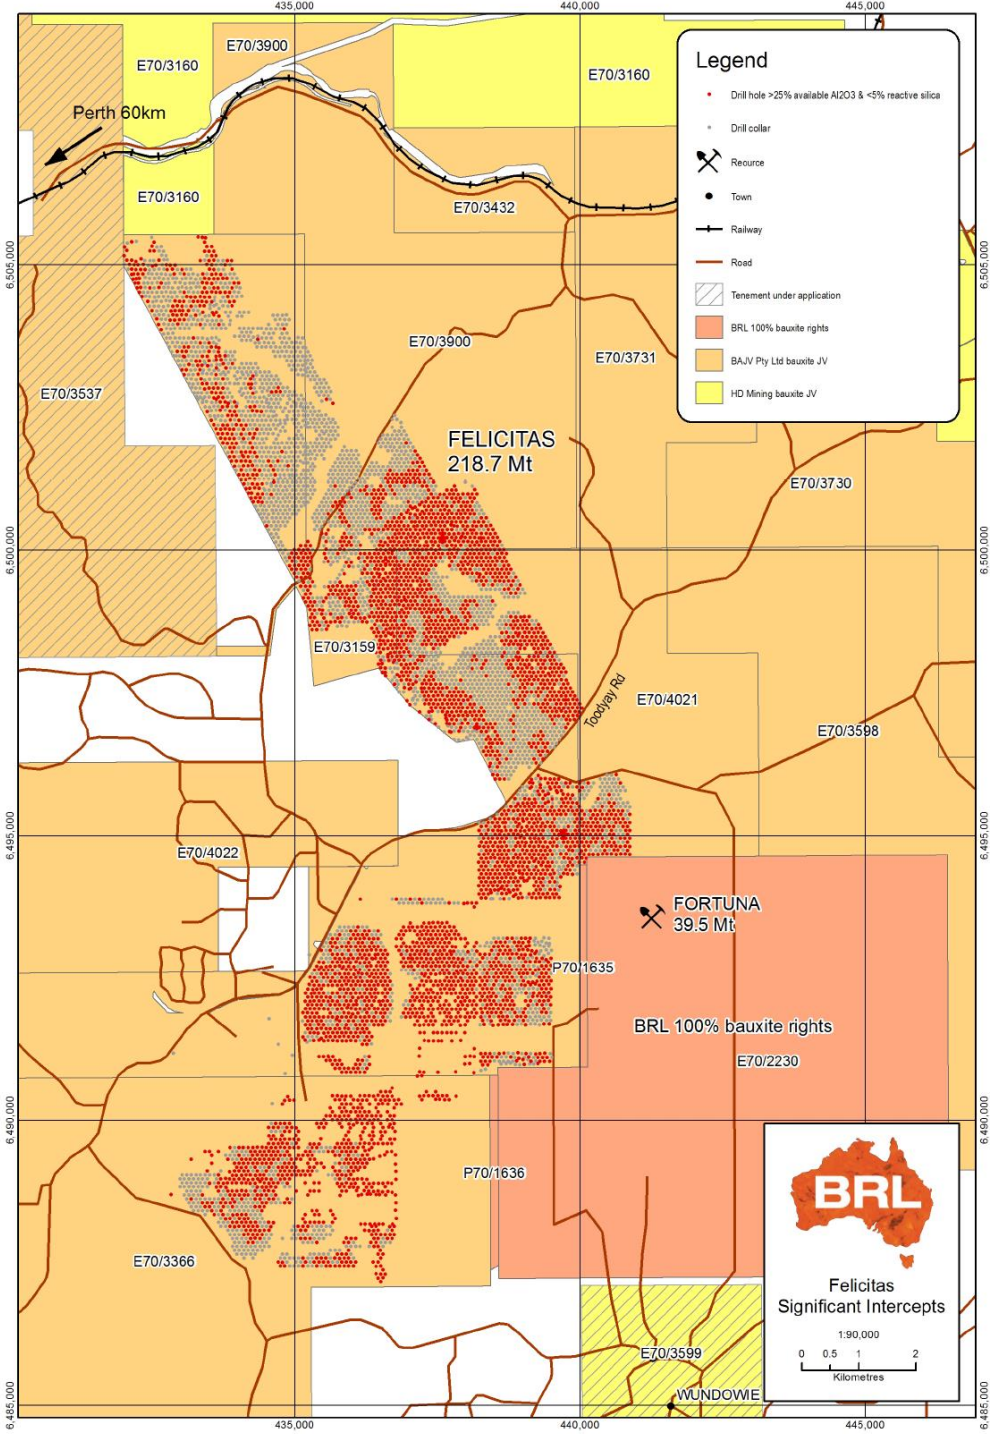 435,000
440,000
445,000
E70/3900
E70/3160
E70/3160
Perth 60km
E70/3160
E70/3432
Legend
Drill hole >25% available Al2O3 & <5% reactive silica
Drill collar
Reource
Town
Railway
Road
Tenement under application
BRL 100% bauxite rights
BAJV Pty Ltd bauxite JV
HD Mining bauxite JV
6,505,000
6,505,000
E70/3900
E70/3731
E70/3537
FELICITAS
218.7 Mt
E70/3730
6,500,000
6,500,000
E70/3159
Toodyay Rd
E70/4021
E70/3598
6,495,000
6,495,000
E70/4022
FORTUNA
39.5 Mt
P70/1635
BRL 100% bauxite rights
E70/2230
6,490,000
6,490,000
P70/1636
E70/3366
BRL
Felicitas
Significant Intercepts
1:90,000
0 0.5 1 2
Kilometres
E70/3599
WUNDOWIE
6,485,000
6,485,000
435,000
440,000
445,000